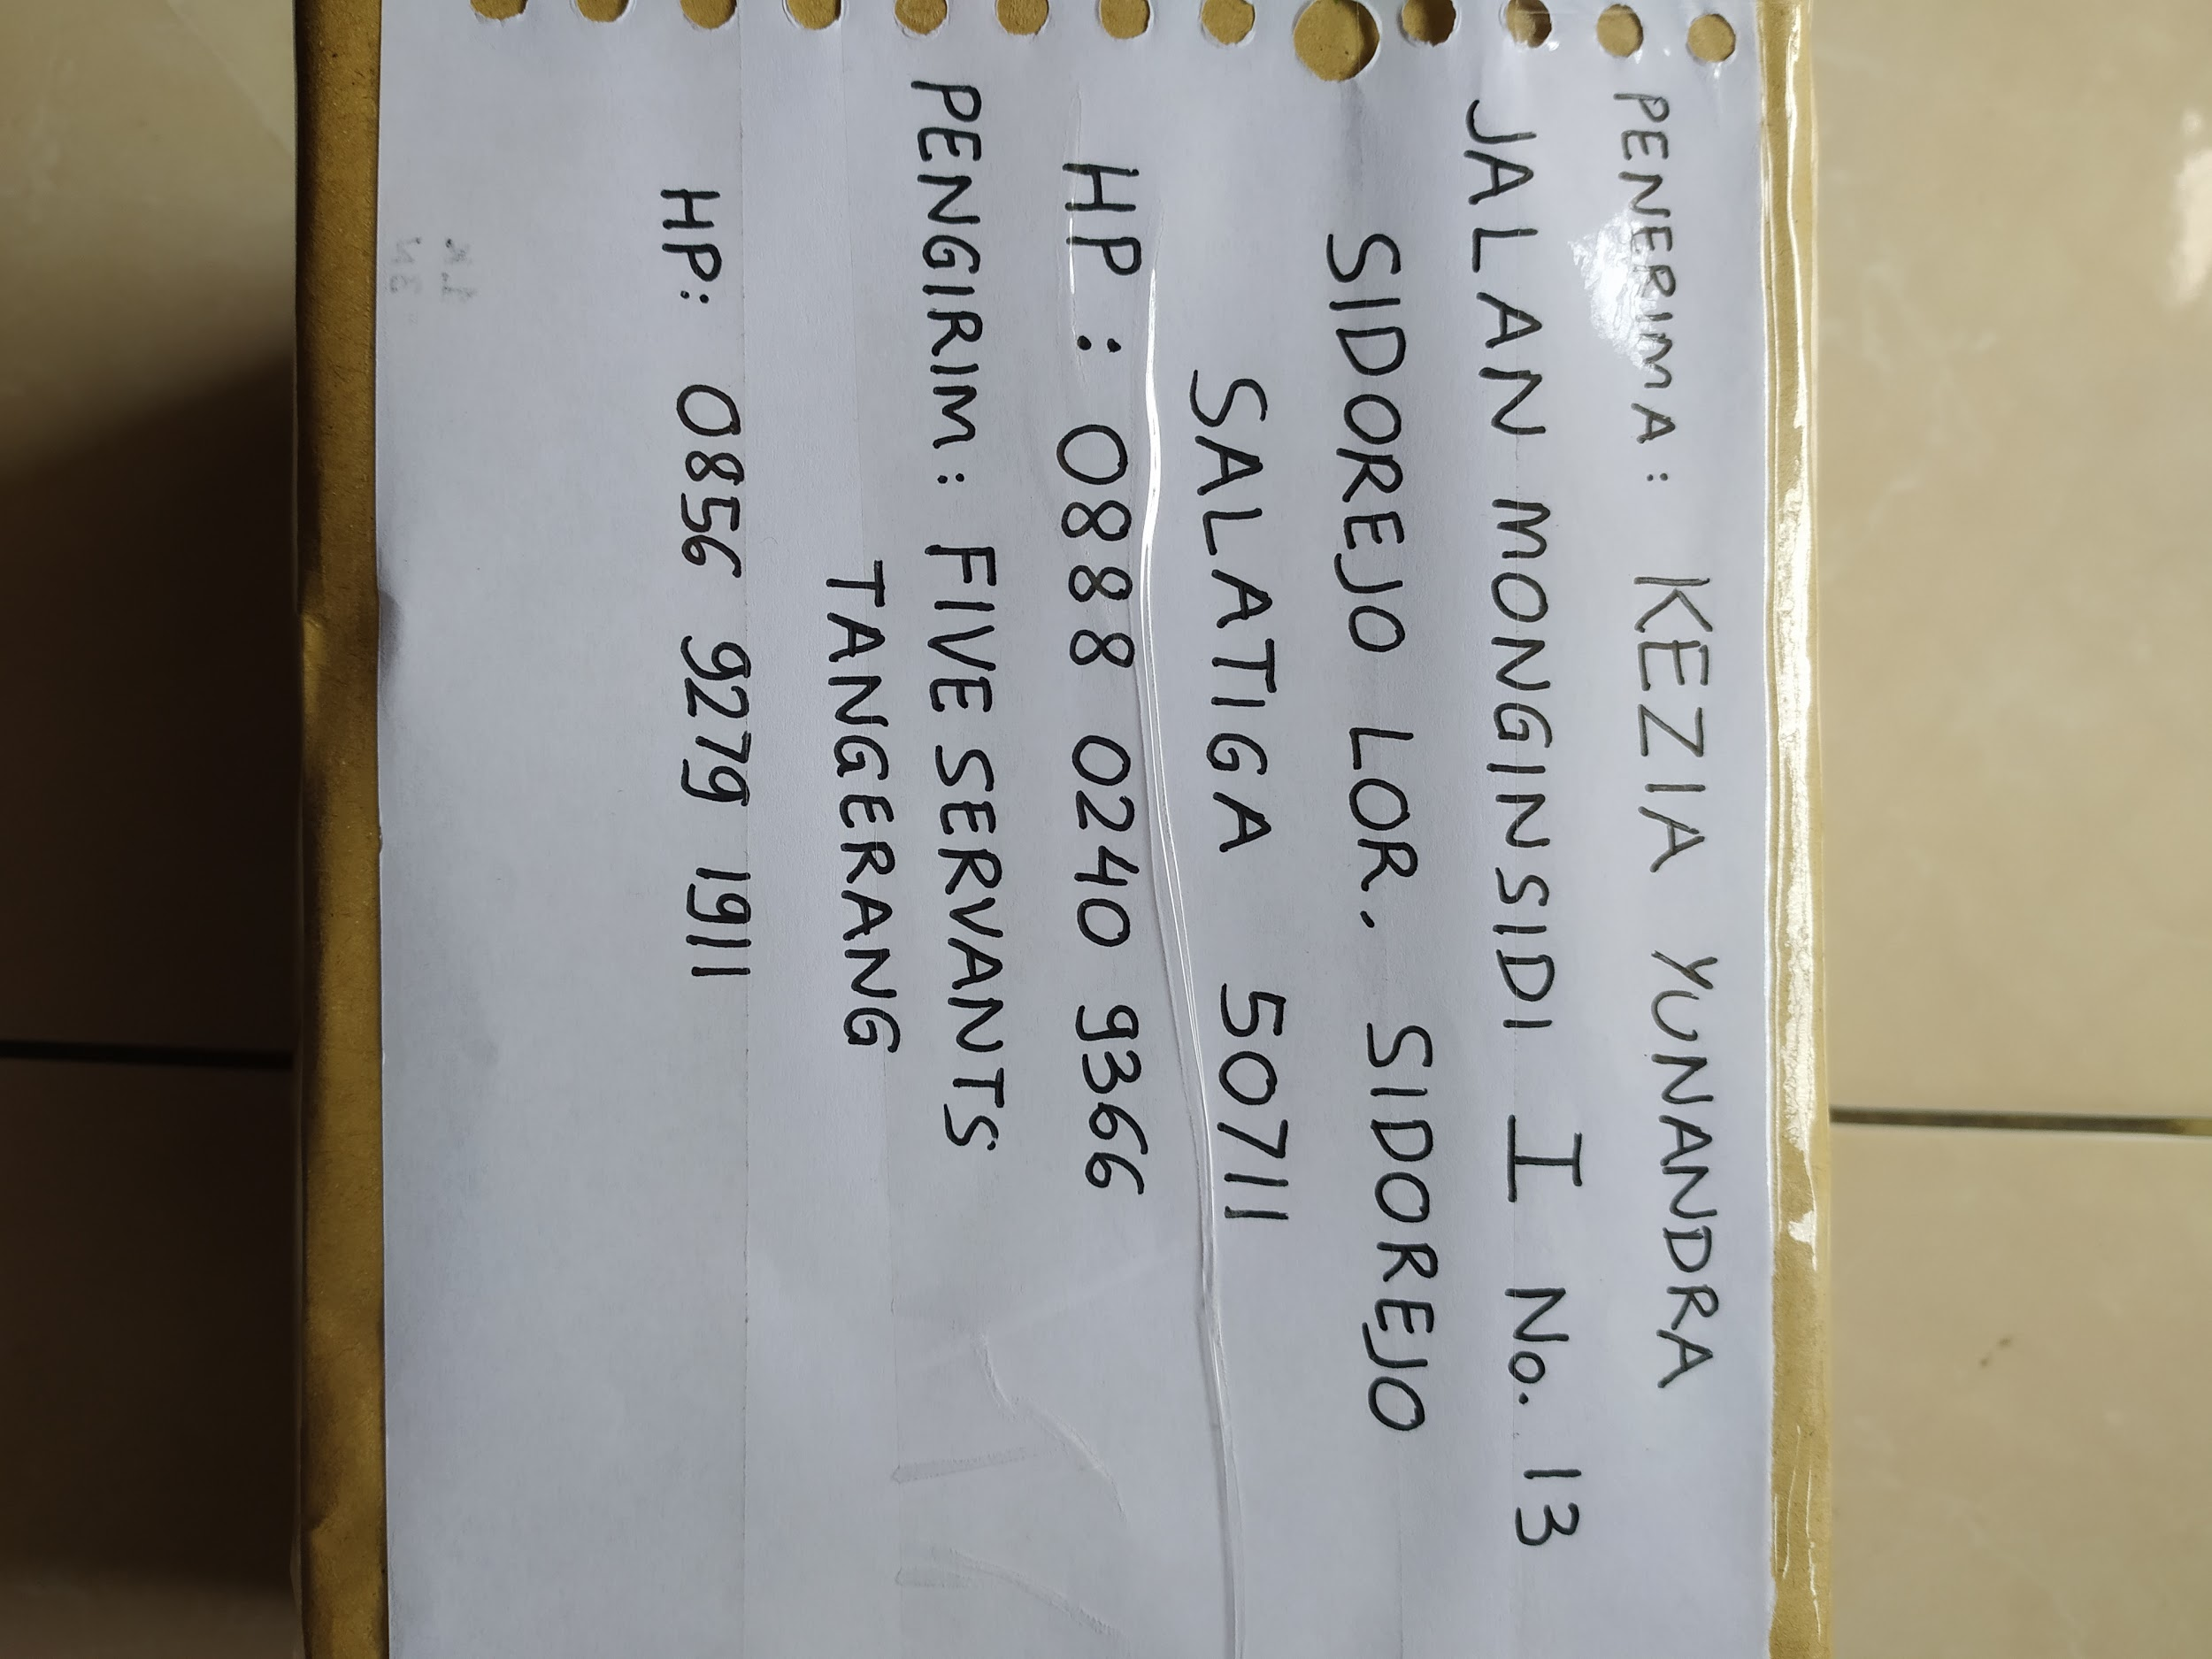 PENERIMA : KEZIA YUNANDRA
JALAN MONGINSIDI I No. 13
SIDOREJO LOR. SIDOREJO
SALATIGA 50711
HP : 0888 0240 9366
PENGIRIM : FIVE SERVANTS
TANGERANG
HP: 0856 9279 1911